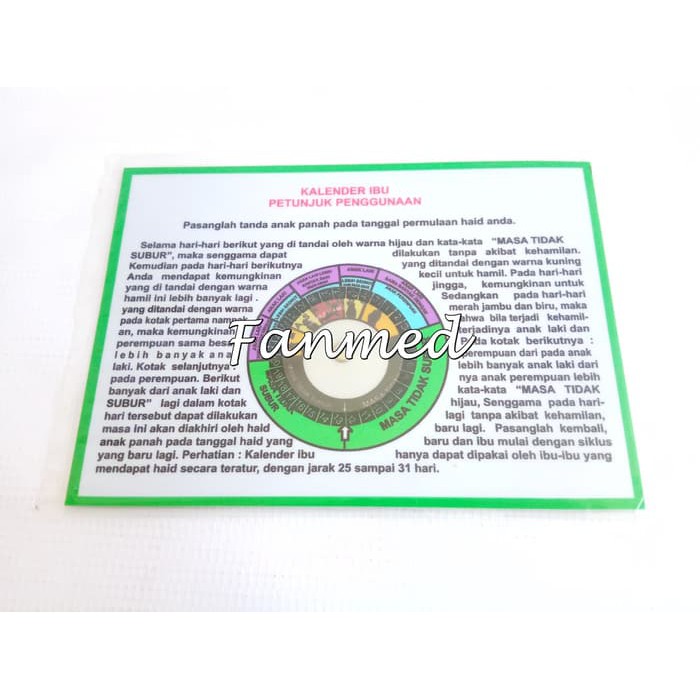 KALENDER IBU
PETUNJUK PENGGUNAAN
Pasanglah tanda anak panah pada tanggal permulaan haid anda.
Selama hari-hari berikut yang di tandai oleh warna hijau dan kata-kata “MASA TIDAK
SUBUR”, maka senggama dapat dilakukan tanpa akibat kehamilan.
Kemudian pada hari-hari berikutnya yang ditandai dengan warna kuning
Anda mendapat kemungkinan kecil untuk hamil. Pada hari-hari
yang di tandai dengan warna jingga, kemungkinan untuk
hamil ini lebih banyak lagi . Sedangkan pada hari-hari
yang ditandai dengan warna merah jambu dan biru, maka
pada kotak pertama nampak bila terjadi kehamil-
an, maka kemungkinan terjadinya anak laki dan
perempuan sama Pada kotak berikutnya :
lebih banyak perempuan dari pada anak
laki. Kotak selanjutnya lebih banyak anak laki dari
pada perempuan. Berikut nya anak perempuan lebih
banyak dari anak laki dan kata-kata “MASA TIDAK
SUBUR” lagi dalam kotak hijau, Senggama pada hari-
hari tersebut dapat dilakukan lagi tanpa akibat kehamilan,
masa ini akan diakhiri oleh haid baru lagi. Pasanglah kembali,
anak panah pada tanggal haid yang baru dan ibu mulai dengan siklus
yang baru lagi. Perhatian : Kalender ibu hanya dapat dipakai oleh ibu-ibu yang
mendapat haid secara teratur, dengan jarak 25 sampai 31 hari.
Fanmed
MASA TIDAK
SUBUR
MASA TIDAK